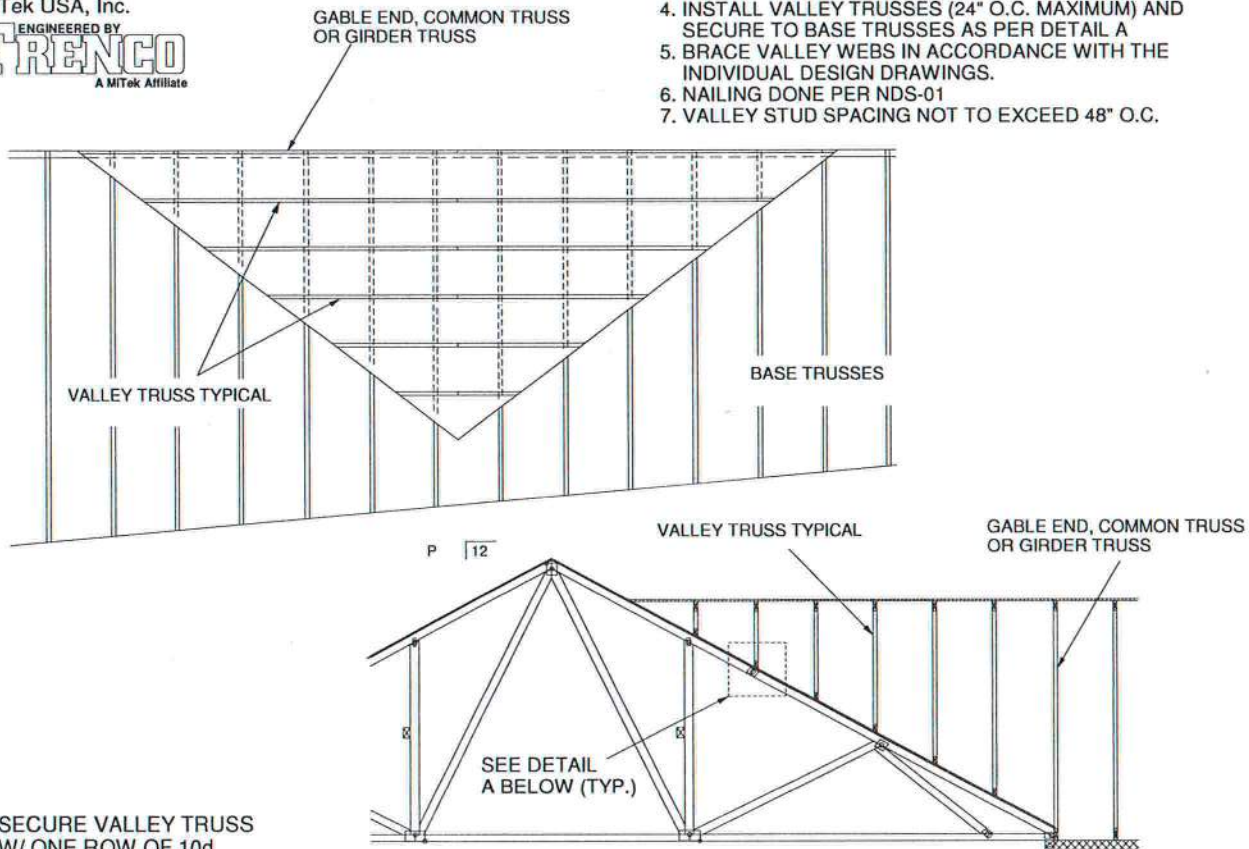 Tek USA, Inc.
ENGINEERED BY
RENCO
A MiTek Affiliate
GABLE END, COMMON TRUSS
OR GIRDER TRUSS
4. INSTALL VALLEY TRUSSES (24" O.C. MAXIMUM) AND
SECURE TO BASE TRUSSES AS PER DETAIL A
5. BRACE VALLEY WEBS IN ACCORDANCE WITH THE
INDIVIDUAL DESIGN DRAWINGS.
6. NAILING DONE PER NDS-01
7. VALLEY STUD SPACING NOT TO EXCEED 48" O.C.
VALLEY TRUSS TYPICAL
BASE TRUSSES
P 12
VALLEY TRUSS TYPICAL
GABLE END, COMMON TRUSS
OR GIRDER TRUSS
SEE DETAIL
A BELOW (TYP.)
SECURE VALLEY TRUSS
W/ ONE ROW OF 10d